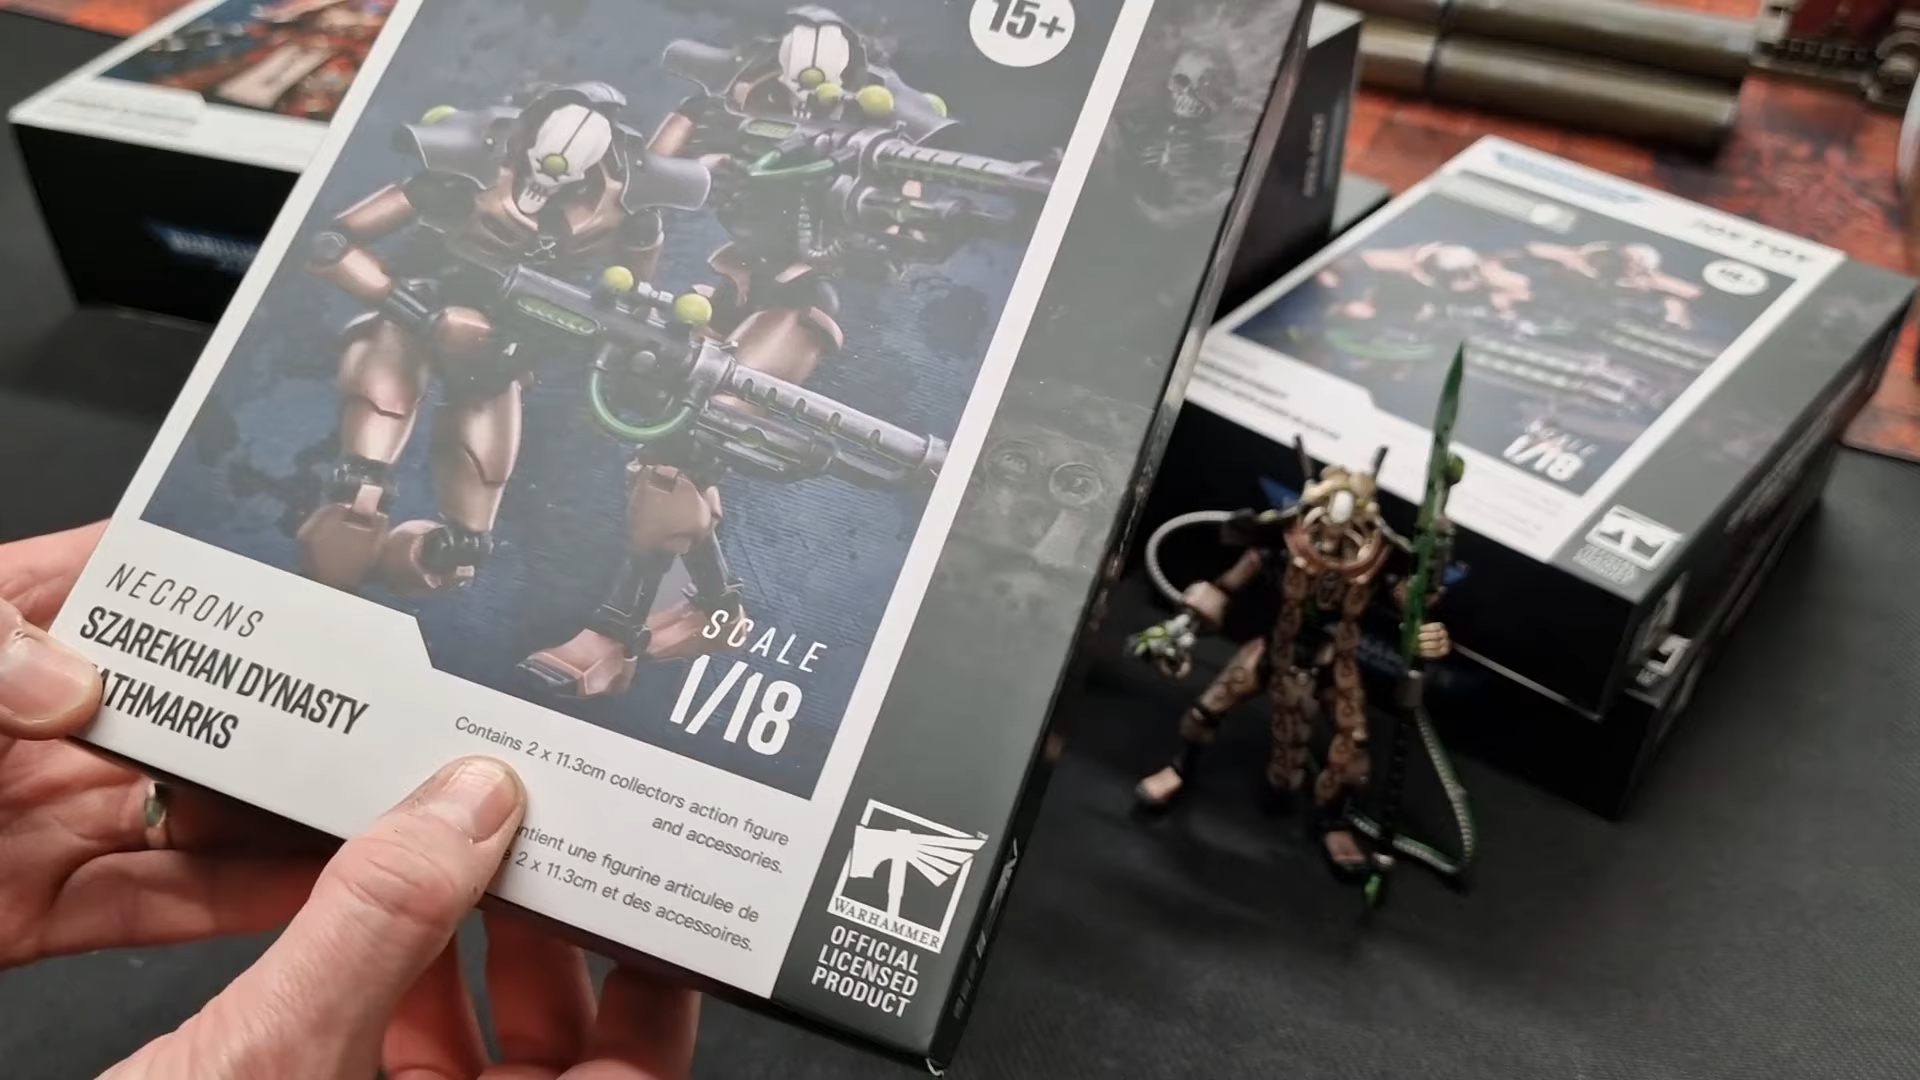 15+
NECRONS
SZAREKHAN DYNASTY
ATHMARKS
SCALE
1/18
Contains 2 x 11.3cm collectors action figure
and accessories.
ntient une figurine articulee de
2 x 11.3cm et des accessoires.
WARHAMMER
OFFICIAL
LICENSED
PRODUCT
JOYTOY
SCALE
1/18